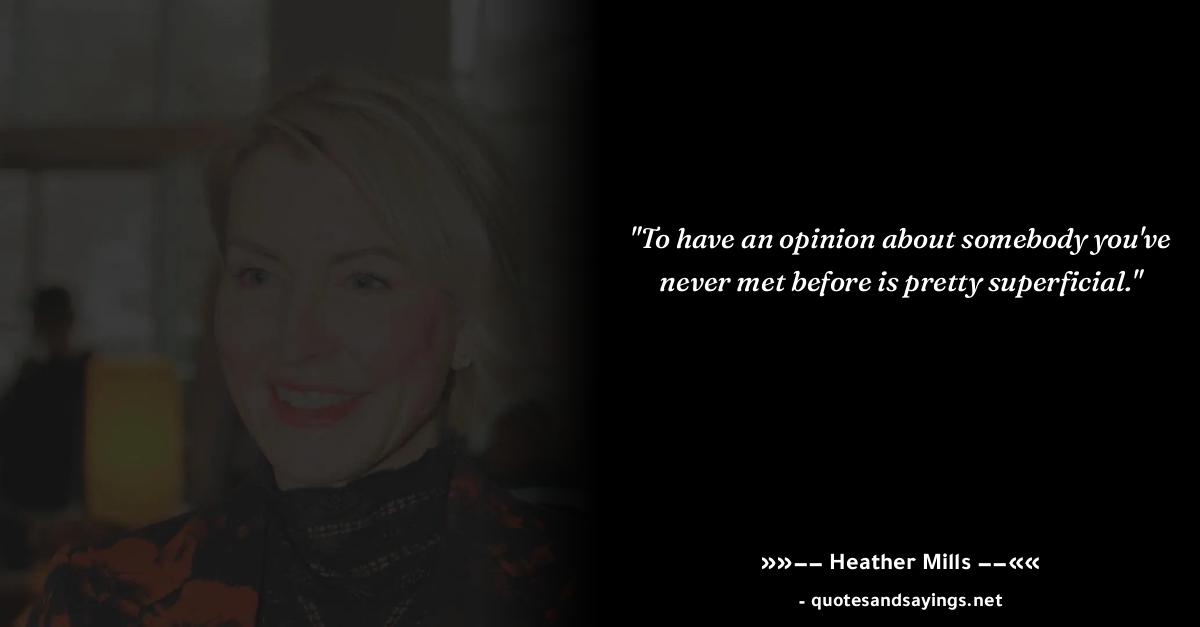 "To have an opinion about somebody you've
never met before is pretty superficial."
»»−− Heather Mills −−««
- quotesandsayings.net